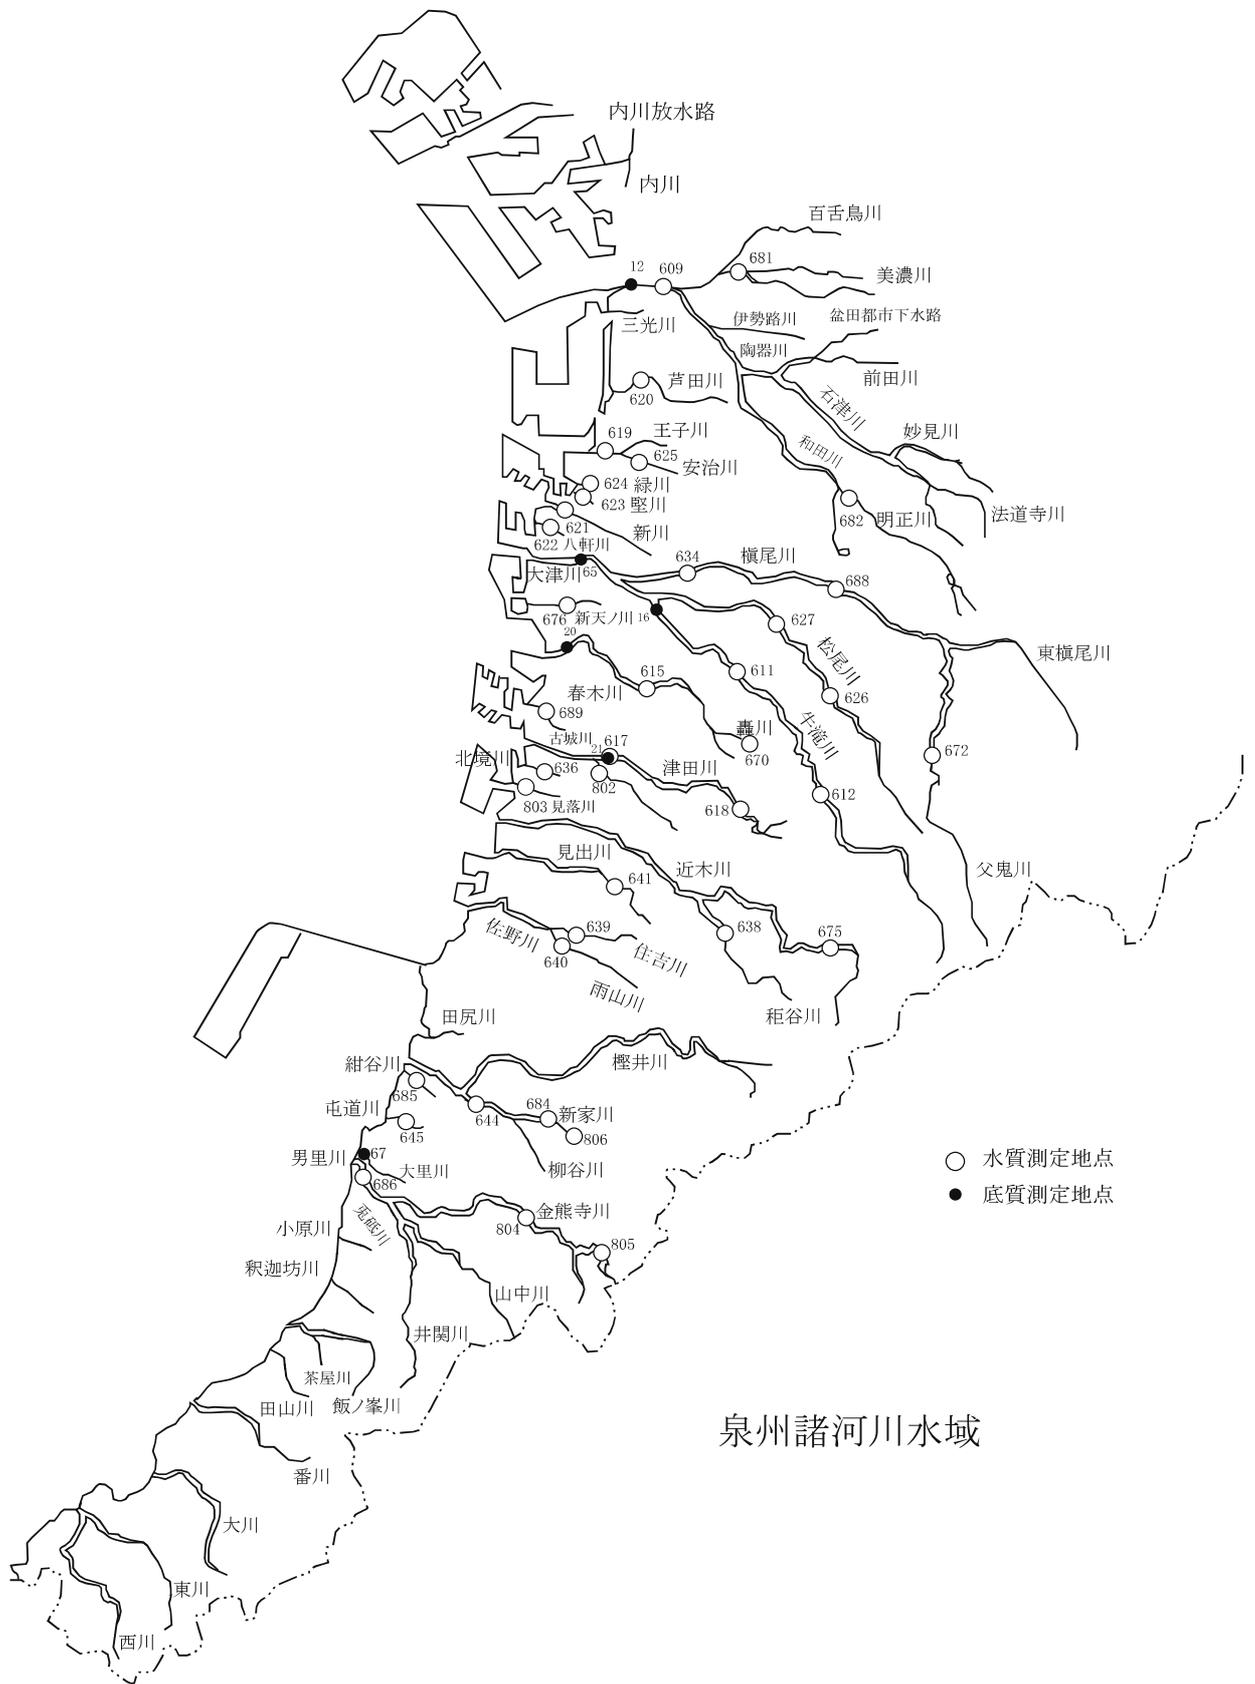 内川放水路
内川
百舌鳥川
681
美濃川
12
609
三光川
伊勢路川
盆田都市下水路
陶器川
前田川
芦田川
620
石津川
妙見川
619
王子川
625
安治川
和田川
624 緑川
623 堅川
682
明正川
法道寺川
621
新川
622 八軒川
634
槇尾川
大津川
65
688
676
新天ノ川
16
627
20
松尾川
東槇尾川
615
611
春木川
626
689
轟川
670
牛滝川
672
古城川
21
617
北境川
636
802
津田川
803 見落川
618
612
見出川
近木川
父鬼川
641
佐野川
639
638
675
640
住吉川
雨山川
秬谷川
田尻川
紺谷川
樫井川
685
屯道川
644
684
新家川
645
806
男里川
67
大里川
柳谷川
686
水質測定地点
底質測定地点
菟砥川
金熊寺川
804
小原川
805
釈迦坊川
山中川
井関川
茶屋川
田山川
飯ノ峯川
番川
泉州諸河川水域
大川
東川
西川